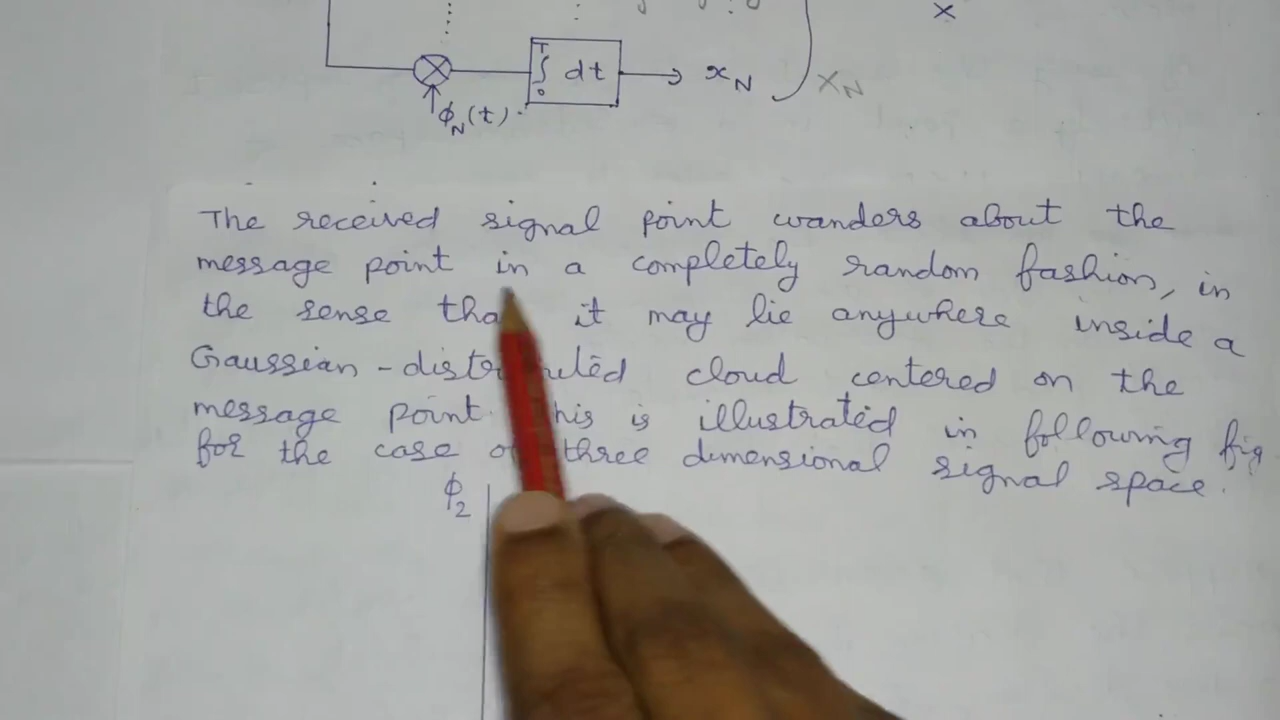 X
T
∫ dt
0
x_N
X_N
ϕ_N(t)
The received signal point wanders about the
message point in a completely random fashion, in
the sense tha it may lie anywhere inside a
Gaussian-distributed cloud centered on the
message point. his is illustrated in following fig
for the case of three dimensional signal space.
ϕ_2